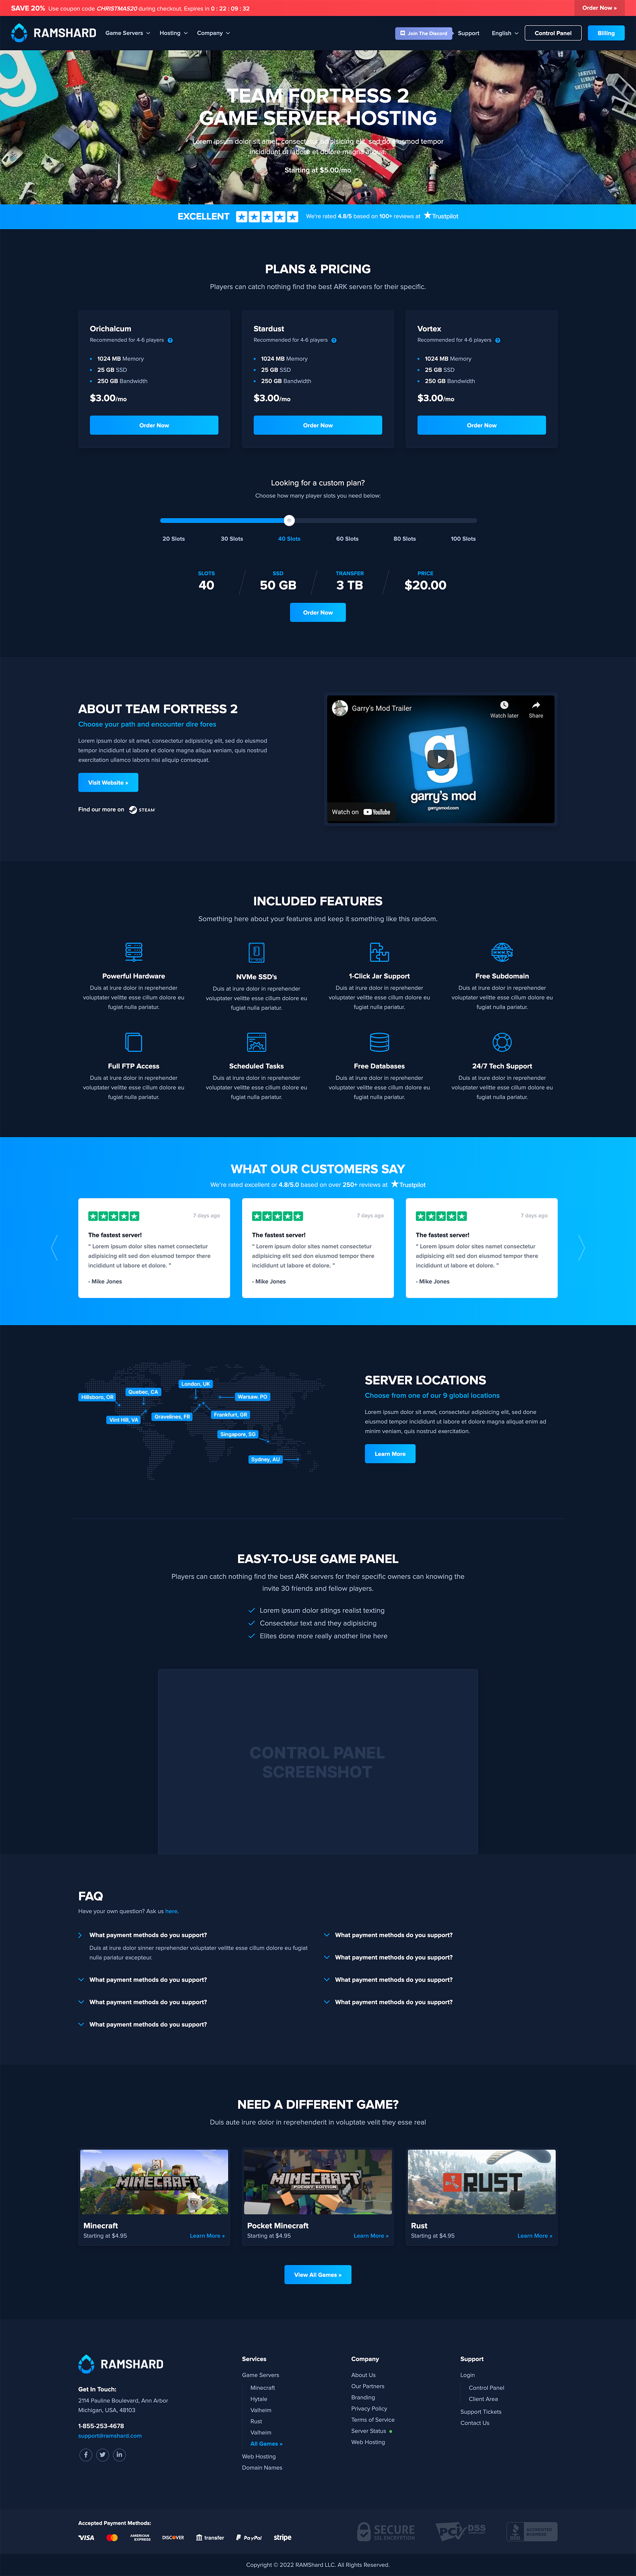 SAVE 20% Use coupon code CHRISTMAS20 during checkout. Expires in 0 : 22 : 09 : 32
Order Now »
RAMSHARD Game Servers Hosting Company Join The Discord Support English Control Panel Billing
TEAM FORTRESS 2
GAME SERVER HOSTING
Lorem ipsum dolor sit amet, consectetur adipisicing elit, sed do eiusmod tempor
incididunt ut labore et dolore magna aliqua.
Starting at $5.00/mo
EXCELLENT We're rated 4.8/5 based on 100+ reviews at Trustpilot
PLANS & PRICING
Players can catch nothing find the best ARK servers for their specific.
Orichalcum
Recommended for 4-6 players
1024 MB Memory
25 GB SSD
250 GB Bandwidth
$3.00/mo
Order Now
Stardust
Recommended for 4-6 players
1024 MB Memory
25 GB SSD
250 GB Bandwidth
$3.00/mo
Order Now
Vortex
Recommended for 4-6 players
1024 MB Memory
25 GB SSD
250 GB Bandwidth
$3.00/mo
Order Now
Looking for a custom plan?
Choose how many player slots you need below:
20 Slots 30 Slots 40 Slots 60 Slots 80 Slots 100 Slots
SLOTS SSD TRANSFER PRICE
40 50 GB 3 TB $20.00
Order Now
ABOUT TEAM FORTRESS 2
Choose your path and encounter dire fores
Lorem ipsum dolor sit amet, consectetur adipisicing elit, sed do eiusmod
tempor incididunt ut labore et dolore magna aliqua veniam, quis nostrud
exercitation ullamco laboris nisi aliquip consequat.
Visit Website »
Find our more on STEAM
Garry's Mod Trailer
Watch later Share
g
garry's mod
garrysmod.com
Watch on YouTube
INCLUDED FEATURES
Something here about your features and keep it something like this random.
Powerful Hardware
Duis at irure dolor in reprehender
voluptater velitte esse cillum dolore eu
fugiat nulla pariatur.
NVMe SSD's
Duis at irure dolor in reprehender
voluptater velitte esse cillum dolore eu
fugiat nulla pariatur.
1-Click Jar Support
Duis at irure dolor in reprehender
voluptater velitte esse cillum dolore eu
fugiat nulla pariatur.
Free Subdomain
Duis at irure dolor in reprehender
voluptater velitte esse cillum dolore eu
fugiat nulla pariatur.
Full FTP Access
Duis at irure dolor in reprehender
voluptater velitte esse cillum dolore eu
fugiat nulla pariatur.
Scheduled Tasks
Duis at irure dolor in reprehender
voluptater velitte esse cillum dolore eu
fugiat nulla pariatur.
Free Databases
Duis at irure dolor in reprehender
voluptater velitte esse cillum dolore eu
fugiat nulla pariatur.
24/7 Tech Support
Duis at irure dolor in reprehender
voluptater velitte esse cillum dolore eu
fugiat nulla pariatur.
WHAT OUR CUSTOMERS SAY
We're rated excellent or 4.8/5.0 based on over 250+ reviews at Trustpilot
7 days ago
The fastest server!
" Lorem ipsum dolor sites namet consectetur
adipisicing elit sed don eiusmod tempor there
incididunt ut labore et dolore. "
- Mike Jones
7 days ago
The fastest server!
" Lorem ipsum dolor sites namet consectetur
adipisicing elit sed don eiusmod tempor there
incididunt ut labore et dolore. "
- Mike Jones
7 days ago
The fastest server!
" Lorem ipsum dolor sites namet consectetur
adipisicing elit sed don eiusmod tempor there
incididunt ut labore et dolore. "
- Mike Jones
London, UR
Quebec, CA
Hillsboro, OR
Warsaw, PO
Vint Hill, VA
Gravelines, FR
Frankfurt, GR
Singapore, SG
Sydney, AU
SERVER LOCATIONS
Choose from one of our 9 global locations
Lorem ipsum dolor sit amet, consectetur adipisicing elit, sed done
eiusmod tempor incididunt ut labore et dolore magna aliquat enim ad
minim veniam, quis nostrud exercitation.
Learn More
EASY-TO-USE GAME PANEL
Players can catch nothing find the best ARK servers for their specific owners can knowing the
invite 30 friends and fellow players.
Lorem ipsum dolor sitings realist texting
Consectetur text and they adipisicing
Elites done more really another line here
CONTROL PANEL
SCREENSHOT
FAQ
Have your own question? Ask us here.
What payment methods do you support?
Duis at irure dolor sinner reprehender voluptater velitte esse cillum dolore eu fugiat
nulla pariatur excepteur.
What payment methods do you support?
What payment methods do you support?
What payment methods do you support?
What payment methods do you support?
What payment methods do you support?
What payment methods do you support?
What payment methods do you support?
NEED A DIFFERENT GAME?
Duis aute irure dolor in reprehenderit in voluptate velit they esse real
MINECRAFT
Minecraft
Starting at $4.95 Learn More »
MINECRAFT
POCKET EDITION
Pocket Minecraft
Starting at $4.95 Learn More »
RUST
Rust
Starting at $4.95 Learn More »
View All Games »
RAMSHARD
Get In Touch:
2114 Pauline Boulevard, Ann Arbor
Michigan, USA, 48103
1-855-253-4678
support@ramshard.com
Services
Game Servers
Minecraft
Hytale
Valheim
Rust
Valheim
All Games »
Web Hosting
Domain Names
Company
About Us
Our Partners
Branding
Privacy Policy
Terms of Service
Server Status
Web Hosting
Support
Login
Control Panel
Client Area
Support Tickets
Contact Us
Accepted Payment Methods:
VISA AMERICAN EXPRESS DISCOVER transfer PayPal stripe
SECURE
SSL ENCRYPTION
PCI DSS
ACCREDITED
BUSINESS
Copyright © 2022 RAMShard LLC. All Rights Reserved.